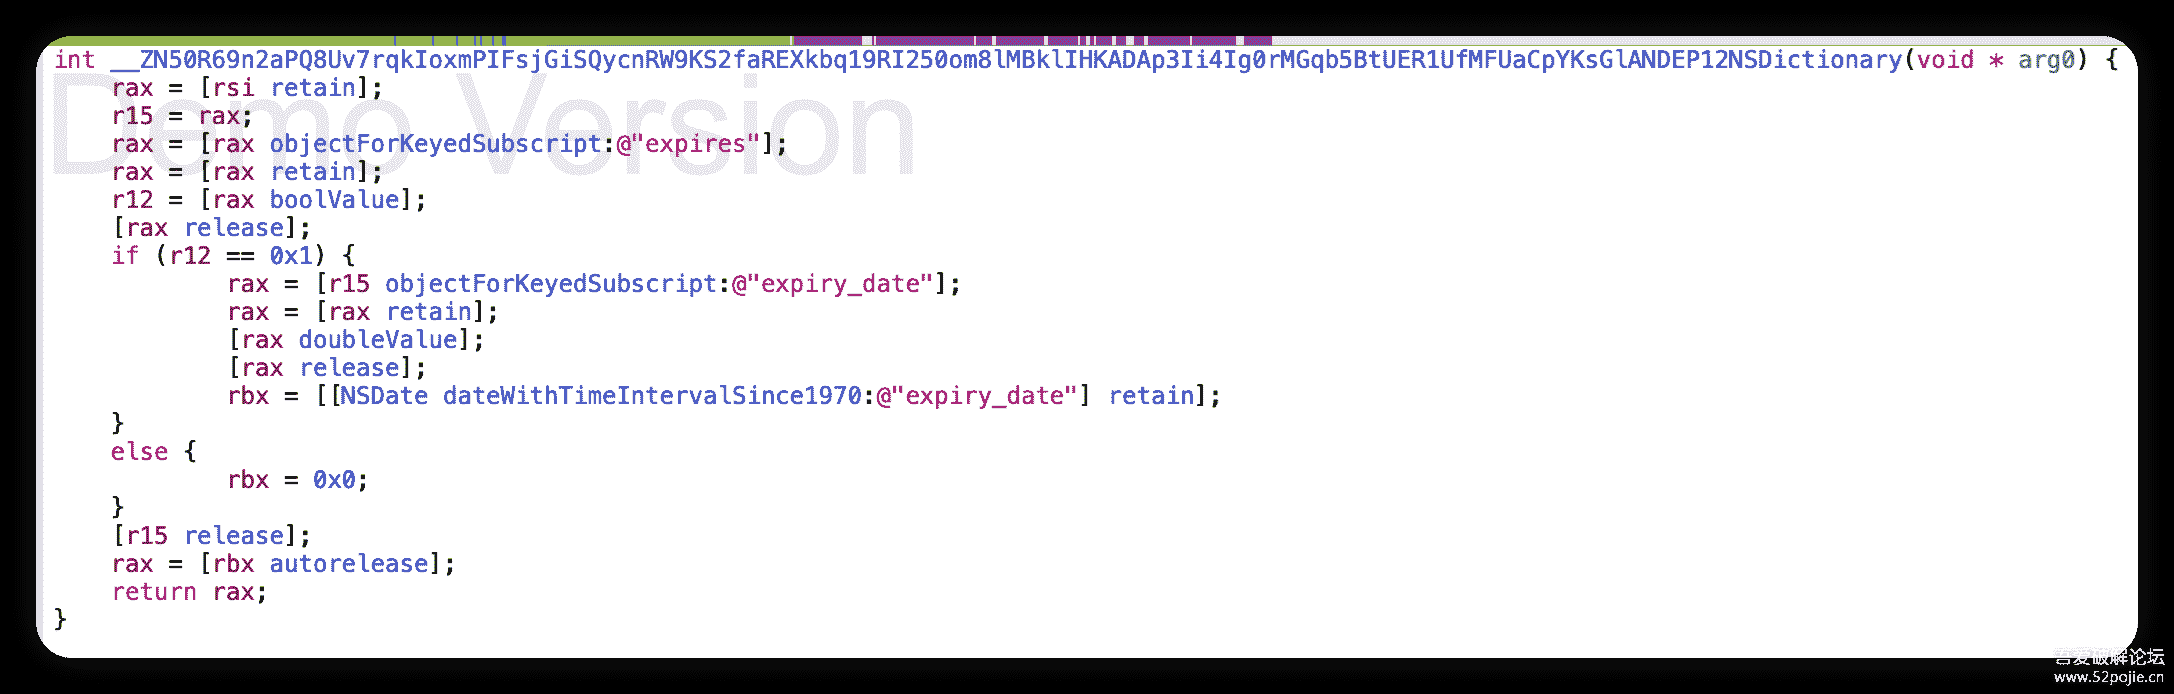 int __ZN50R69n2aPQ8Uv7rqkIoxmPIFsjGiSQycnRW9KS2faREXkbq19RI250om8lMBklIHKADAp3Ii4Ig0rMGqb5BtUER1UfMFUaCpYKsGlANDEP12NSDictionary(void * arg0) {
rax = [rsi retain];
r15 = rax;
rax = [rax objectForKeyedSubscript:@"expires"];
rax = [rax retain];
r12 = [rax boolValue];
[rax release];
if (r12 == 0x1) {
rax = [r15 objectForKeyedSubscript:@"expiry_date"];
rax = [rax retain];
[rax doubleValue];
[rax release];
rbx = [[NSDate dateWithTimeIntervalSince1970:@"expiry_date"] retain];
}
else {
rbx = 0x0;
}
[r15 release];
rax = [rbx autorelease];
return rax;
}
Demo Version
吾爱破解论坛
www.52pojie.cn